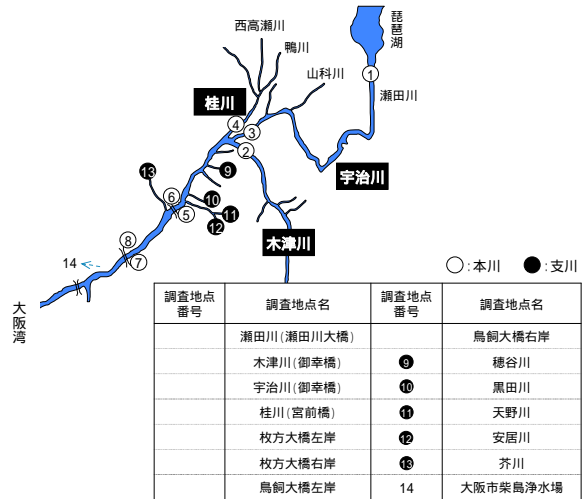 西高瀬川
鴨川
山科川
琵琶湖
1
瀬田川
桂川
4
3
2
宇治川
13
9
6
10
5
11
12
木津川
8
7
14
大阪湾
○:本川 ●:支川
調査地点番号 調査地点名 調査地点番号 調査地点名
瀬田川(瀬田川大橋) 鳥飼大橋右岸
木津川(御幸橋) 9 穂谷川
宇治川(御幸橋) 10 黒田川
桂川(宮前橋) 11 天野川
枚方大橋左岸 12 安居川
枚方大橋右岸 13 芥川
鳥飼大橋左岸 14 大阪市柴島浄水場